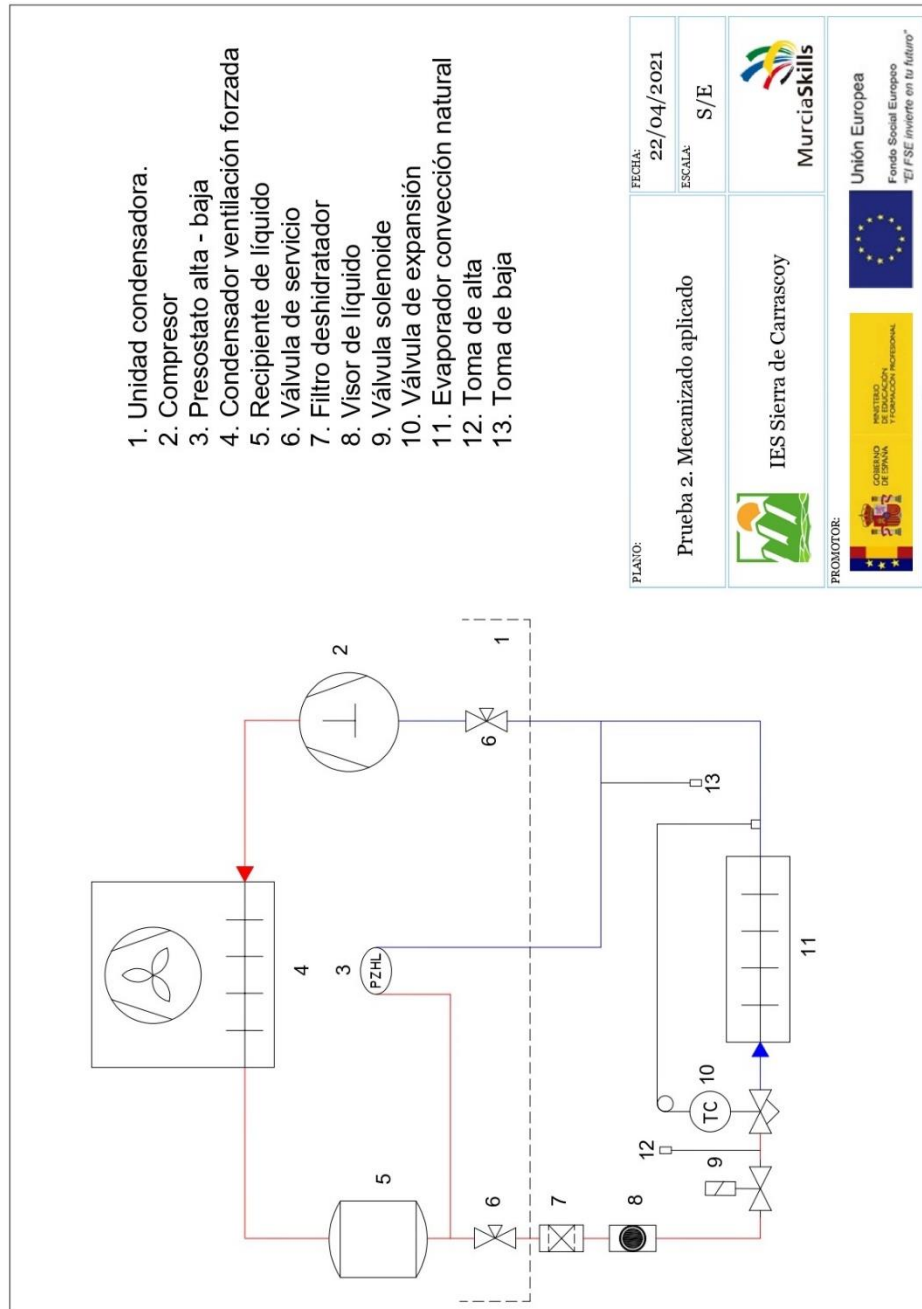 1. Unidad condensadora.
2. Compresor
3. Presostato alta - baja
4. Condensador ventilación forzada
5. Recipiente de líquido
6. Válvula de servicio
7. Filtro deshidratador
8. Visor de líquido
9. Válvula solenoide
10. Válvula de expansión
11. Evaporador convección natural
12. Toma de alta
13. Toma de baja
4
2
3
PZHL
5
1
6
6
7
8
9
12
10
TC
11
13
PLANO:
Prueba 2. Mecanizado aplicado
FECHA:
22/04/2021
ESCALA:
S/E
IES Sierra de Carrascoy
MurciaSkills
PROMOTOR:
GOBIERNO
DE ESPAÑA
MINISTERIO
DE EDUCACIÓN
Y FORMACIÓN PROFESIONAL
Unión Europea
Fondo Social Europeo
"El FSE invierte en tu futuro"